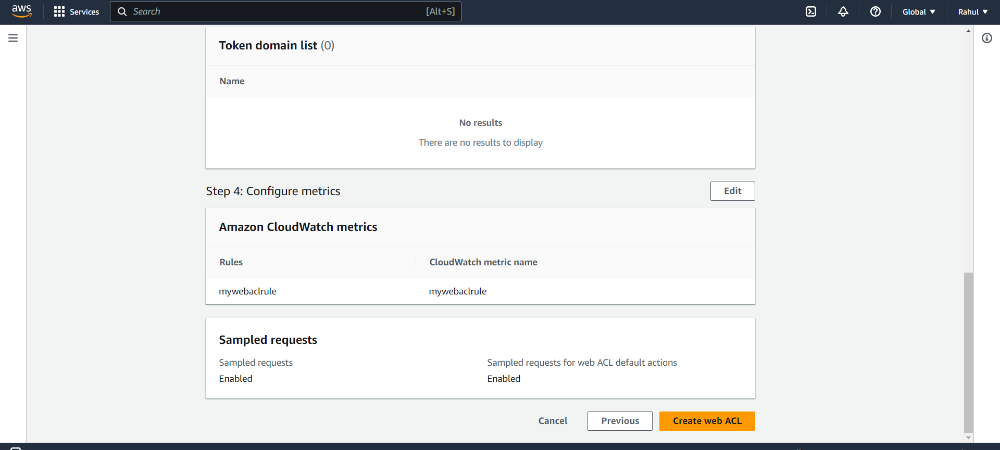 aws Services Search [Alt+S] Global Rahul
Token domain list (0)
Name
No results
There are no results to display
Step 4: Configure metrics Edit
Amazon CloudWatch metrics
Rules CloudWatch metric name
mywebaclrule mywebaclrule
Sampled requests
Sampled requests Sampled requests for web ACL default actions
Enabled Enabled
Cancel Previous Create web ACL